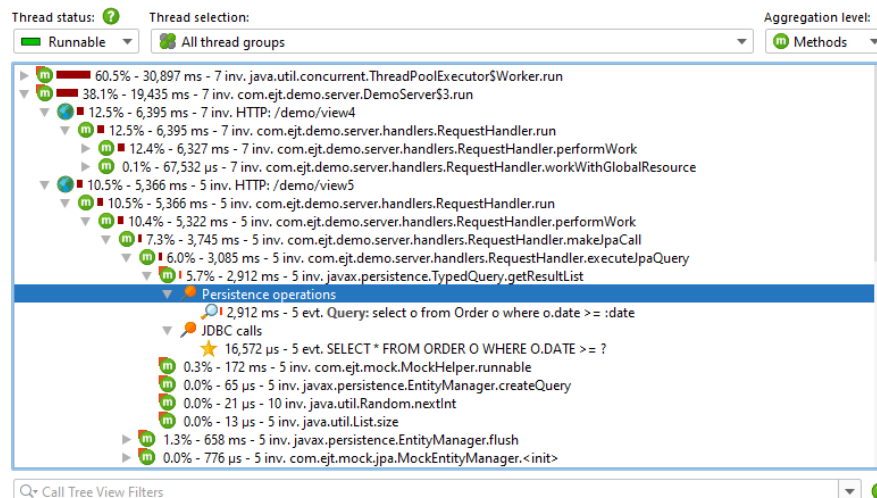 Thread status: Thread selection: Aggregation level:
Runnable All thread groups Methods
60.5% - 30,897 ms - 7 inv. java.util.concurrent.ThreadPoolExecutor$Worker.run
38.1% - 19,435 ms - 7 inv. com.ejt.demo.server.DemoServer$3.run
12.5% - 6,395 ms - 7 inv. HTTP: /demo/view4
12.5% - 6,395 ms - 7 inv. com.ejt.demo.server.handlers.RequestHandler.run
12.4% - 6,327 ms - 7 inv. com.ejt.demo.server.handlers.RequestHandler.performWork
0.1% - 67,532 µs - 7 inv. com.ejt.demo.server.handlers.RequestHandler.workWithGlobalResource
10.5% - 5,366 ms - 5 inv. HTTP: /demo/view5
10.5% - 5,366 ms - 5 inv. com.ejt.demo.server.handlers.RequestHandler.run
10.4% - 5,322 ms - 5 inv. com.ejt.demo.server.handlers.RequestHandler.performWork
7.3% - 3,745 ms - 5 inv. com.ejt.demo.server.handlers.RequestHandler.makeJpaCall
6.0% - 3,085 ms - 5 inv. com.ejt.demo.server.handlers.RequestHandler.executeJpaQuery
5.7% - 2,912 ms - 5 inv. javax.persistence.TypedQuery.getResultList
Persistence operations
2,912 ms - 5 evt. Query: select o from Order o where o.date >= :date
JDBC calls
16,572 µs - 5 evt. SELECT * FROM ORDER O WHERE O.DATE >= ?
0.3% - 172 ms - 5 inv. com.ejt.mock.MockHelper.runnable
0.0% - 65 µs - 5 inv. javax.persistence.EntityManager.createQuery
0.0% - 21 µs - 10 inv. java.util.Random.nextInt
0.0% - 13 µs - 5 inv. java.util.List.size
1.3% - 658 ms - 5 inv. javax.persistence.EntityManager.flush
0.0% - 776 µs - 5 inv. com.ejt.mock.jpa.MockEntityManager.<init>
Call Tree View Filters